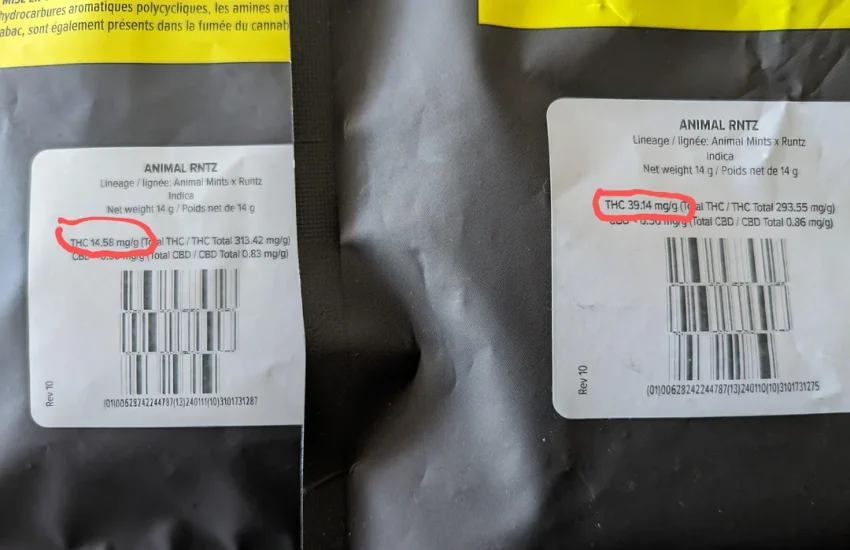 hydrocarbures aromatiques polycycliques, les amines aro
abac, sont également présents dans la fumée du cannab
ANIMAL RNTZ
Lineage / lignée: Animal Mints x Runtz
Indica
Net weight 14 g / Poids net de 14 g
THC 14.58 mg/g (Total THC / THC Total 313.42 mg/g)
CBD (Total CBD / CBD Total 0.83 mg/g)
Rev 10
(01)00628242244787(13)240111(10)3101731287
ANIMAL RNTZ
Lineage / lignée: Animal Mints x Runtz
Indica
Net weight 14 g / Poids net de 14 g
THC 39.14 mg/g (Total THC / THC Total 293.55 mg/g)
(Total CBD / CBD Total 0.86 mg/g)
Rev 10
(01)00628242244787(13)240110(10)3101731275